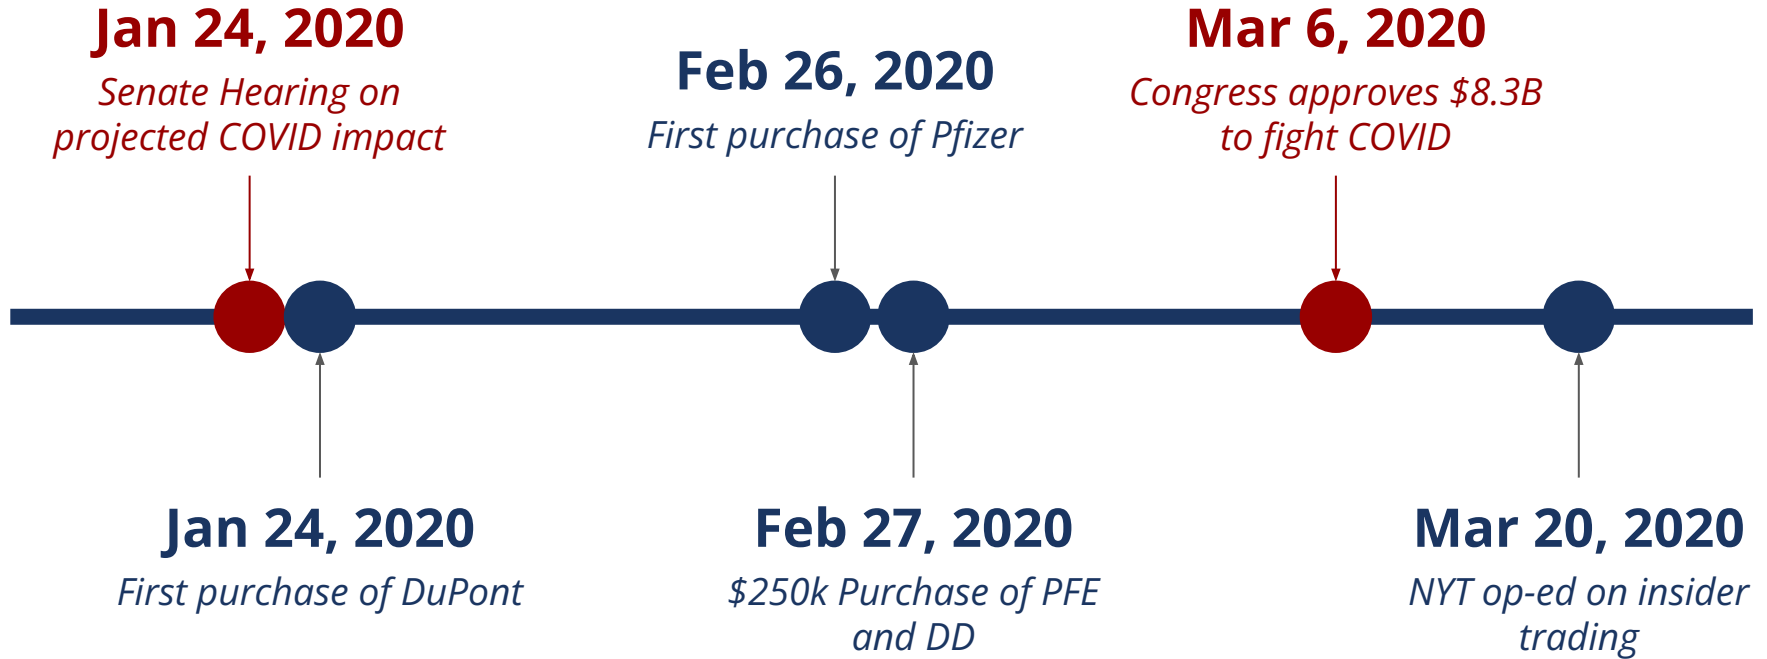 Jan 24, 2020
Senate Hearing on
projected COVID impact
Feb 26, 2020
First purchase of Pfizer
Mar 6, 2020
Congress approves $8.3B
to fight COVID
Jan 24, 2020
First purchase of DuPont
Feb 27, 2020
$250k Purchase of PFE
and DD
Mar 20, 2020
NYT op-ed on insider
trading